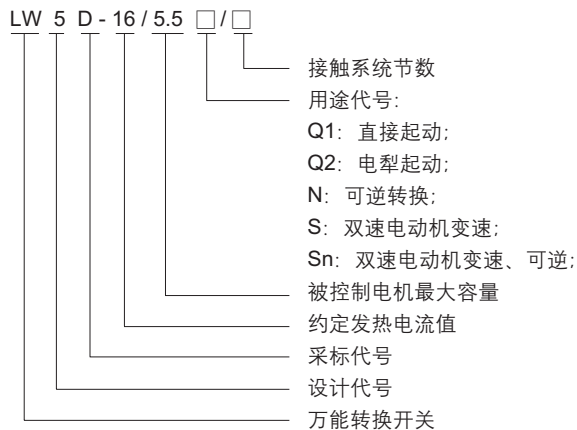 LW 5 D - 16 / 5.5 □ / □
接触系统节数
用途代号:
Q1: 直接起动;
Q2: 电犁起动;
N: 可逆转换;
S: 双速电动机变速;
Sn: 双速电动机变速、可逆;
被控制电机最大容量
约定发热电流值
采标代号
设计代号
万能转换开关